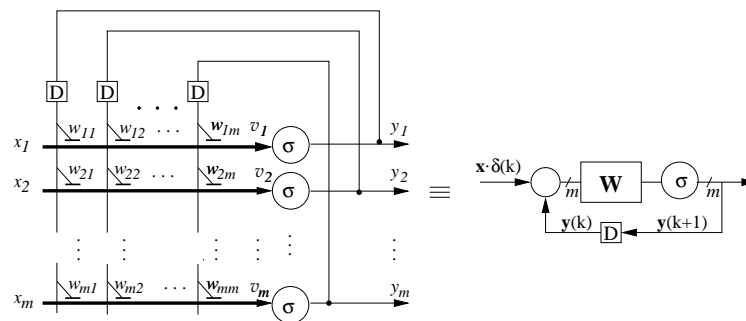 D D D
. . .
w11 w12 · · · w1m v1 y1
x1 σ
w21 w22 · · · w2m v2 y2
x2 σ ≡ x·δ(k) m W σ m
y(k) D y(k+1)
wm1 wm2 · · · wmm vm ym
xm σ